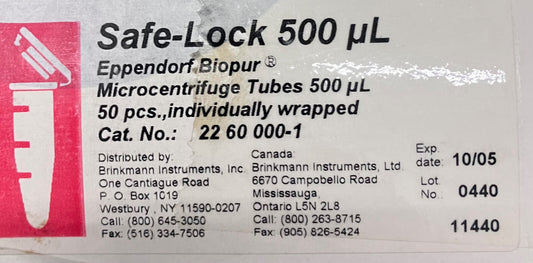 Safe-Lock 500 µL
Eppendorf Biopur ®
Microcentrifuge Tubes 500 µL
50 pcs.,individually wrapped
Cat. No.: 22 60 000-1
Distributed by:
Brinkmann Instruments, Inc.
One Cantiague Road
P. O. Box 1019
Westbury , NY 11590-0207
Call: (800) 645-3050
Fax: (516) 334-7506
Canada:
Brinkmann Instruments, Ltd.
6670 Campobello Road
Mississauga,
Ontario L5N 2L8
Call: (800) 263-8715
Fax: (905) 826-5424
Exp.
date: 10/05
Lot
No.: 0440
11440